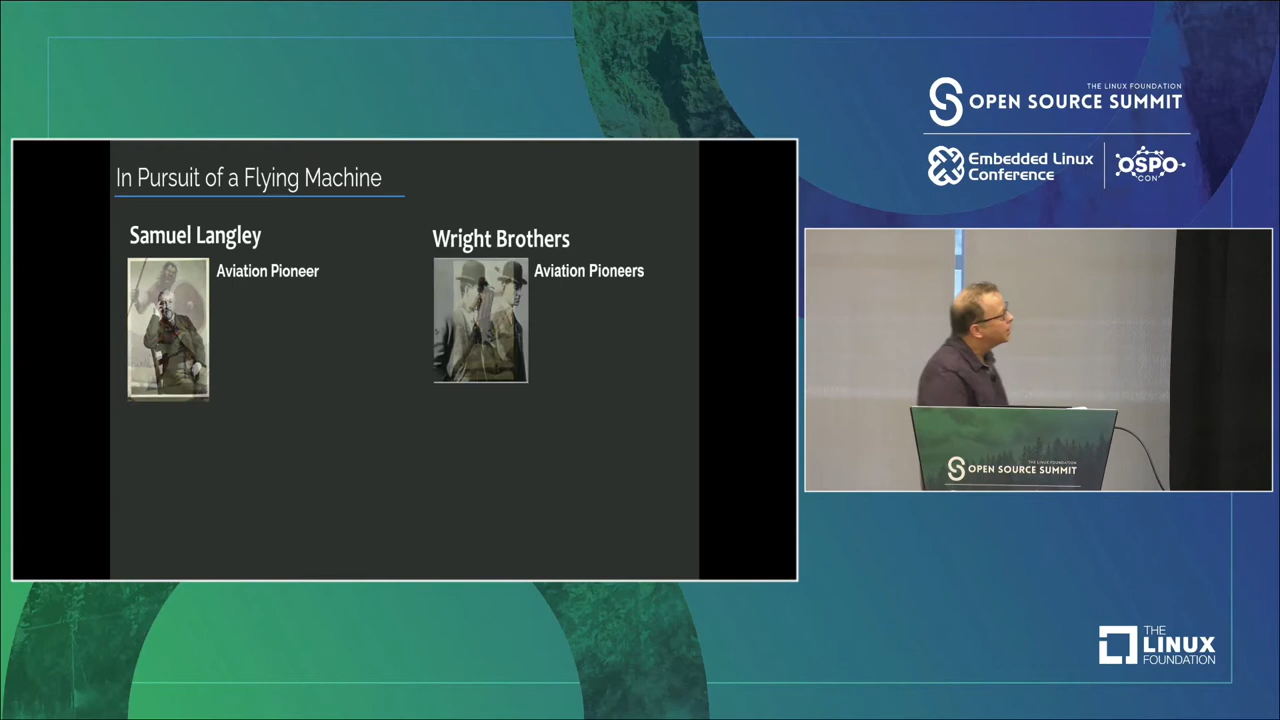 THE LINUX FOUNDATION
OPEN SOURCE SUMMIT
Embedded Linux
Conference
OSPO
CON
In Pursuit of a Flying Machine
Samuel Langley
Aviation Pioneer
Wright Brothers
Aviation Pioneers
THE LINUX FOUNDATION
OPEN SOURCE SUMMIT
THE
LINUX
FOUNDATION